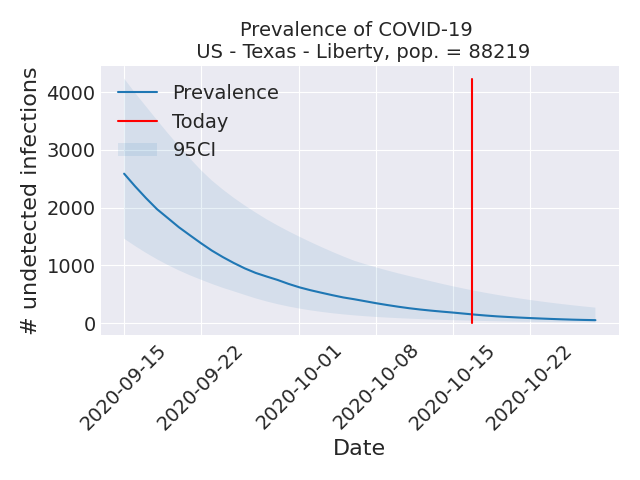 Prevalence of COVID-19
US - Texas - Liberty, pop. = 88219
# undetected infections
4000
3000
2000
1000
0
Prevalence
Today
95CI
2020-09-15
2020-09-22
2020-10-01
2020-10-08
2020-10-15
2020-10-22
Date